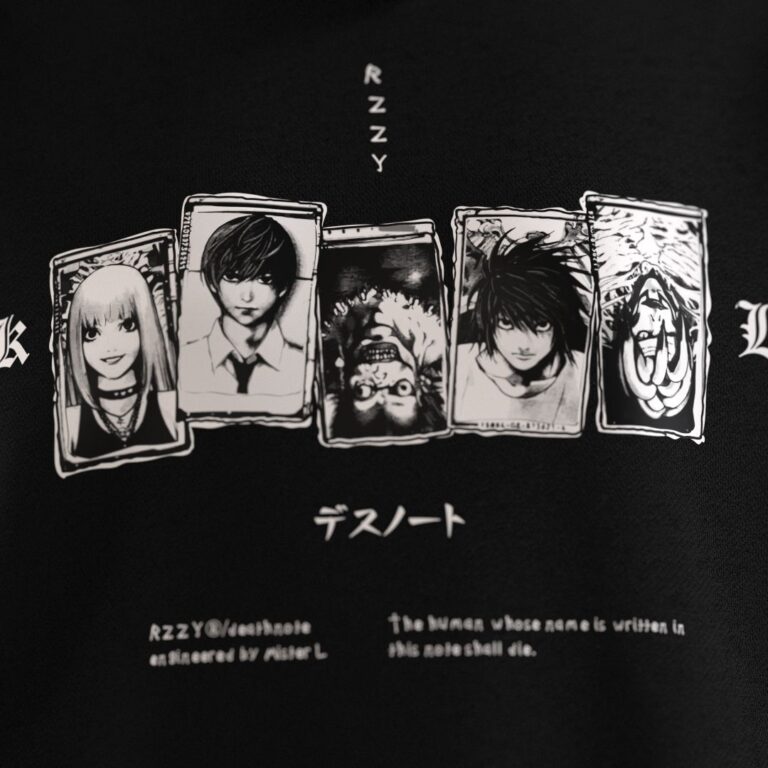 RZZY
k
デスノート
RZZY®/deathnote
engineered by Mister L
The human whose name is written in
this note shall die.